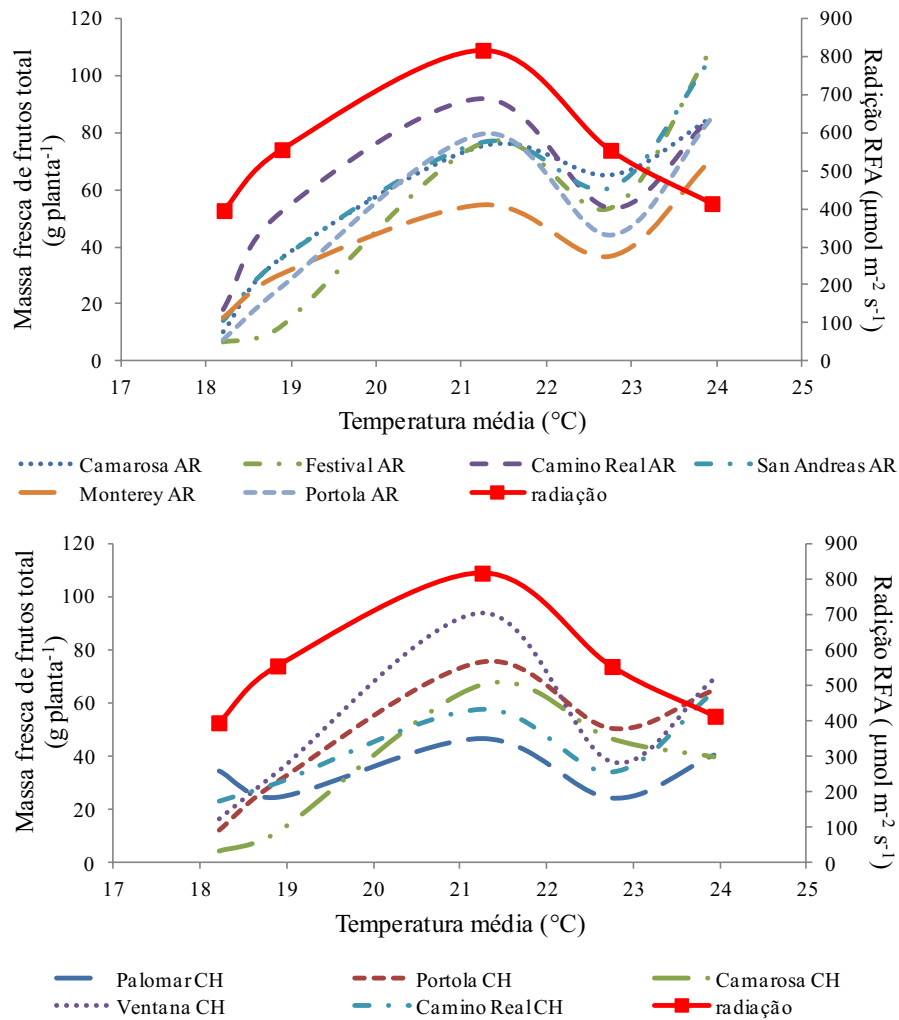 Massa fresca de frutos total
(g planta-1)
120
100
80
60
40
20
0
900
800
700
600
500
400
300
200
100
0
Radição RFA (μmol m-2 s-1)
17 18 19 20 21 22 23 24 25
Temperatura média (°C)
Camarosa AR Festival AR Camino Real AR San Andreas AR
Monterey AR Portola AR radiação
Massa fresca de frutos total
(g planta-1)
120
100
80
60
40
20
0
900
800
700
600
500
400
300
200
100
0
Radição RFA ( μmol m-2 s-1)
17 18 19 20 21 22 23 24 25
Temperatura média (°C)
Palomar CH Portola CH Camarosa CH
Ventana CH Camino Real CH radiação